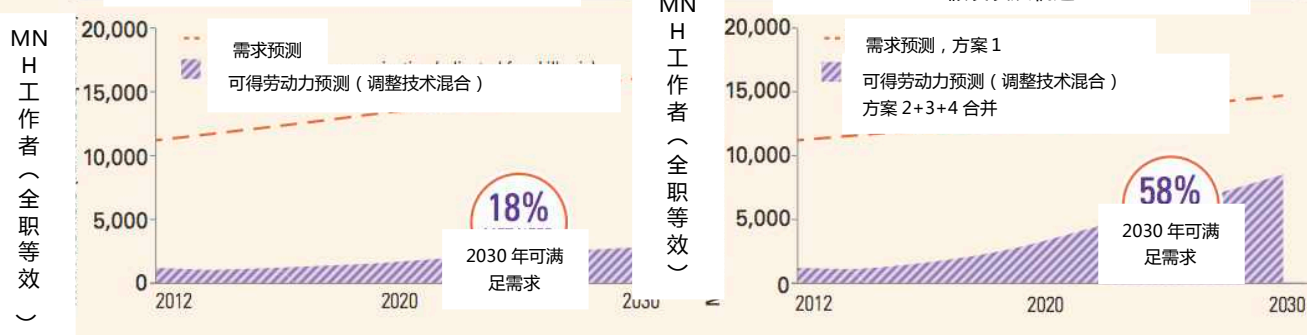 MN
H
工
作
者
（
全
职
等
效
）
20,000
15,000
10,000
5,000
0
需求预测
可得劳动力预测（调整技术混合）
18%
2030 年可满
足需求
2012
2020
2030
MN
H
工
作
者
（
全
职
等
效
）
20,000
15,000
10,000
5,000
0
需求预测，方案 1
可得劳动力预测（调整技术混合）
方案 2+3+4 合并
58%
2030 年可满
足需求
2012
2020
2030